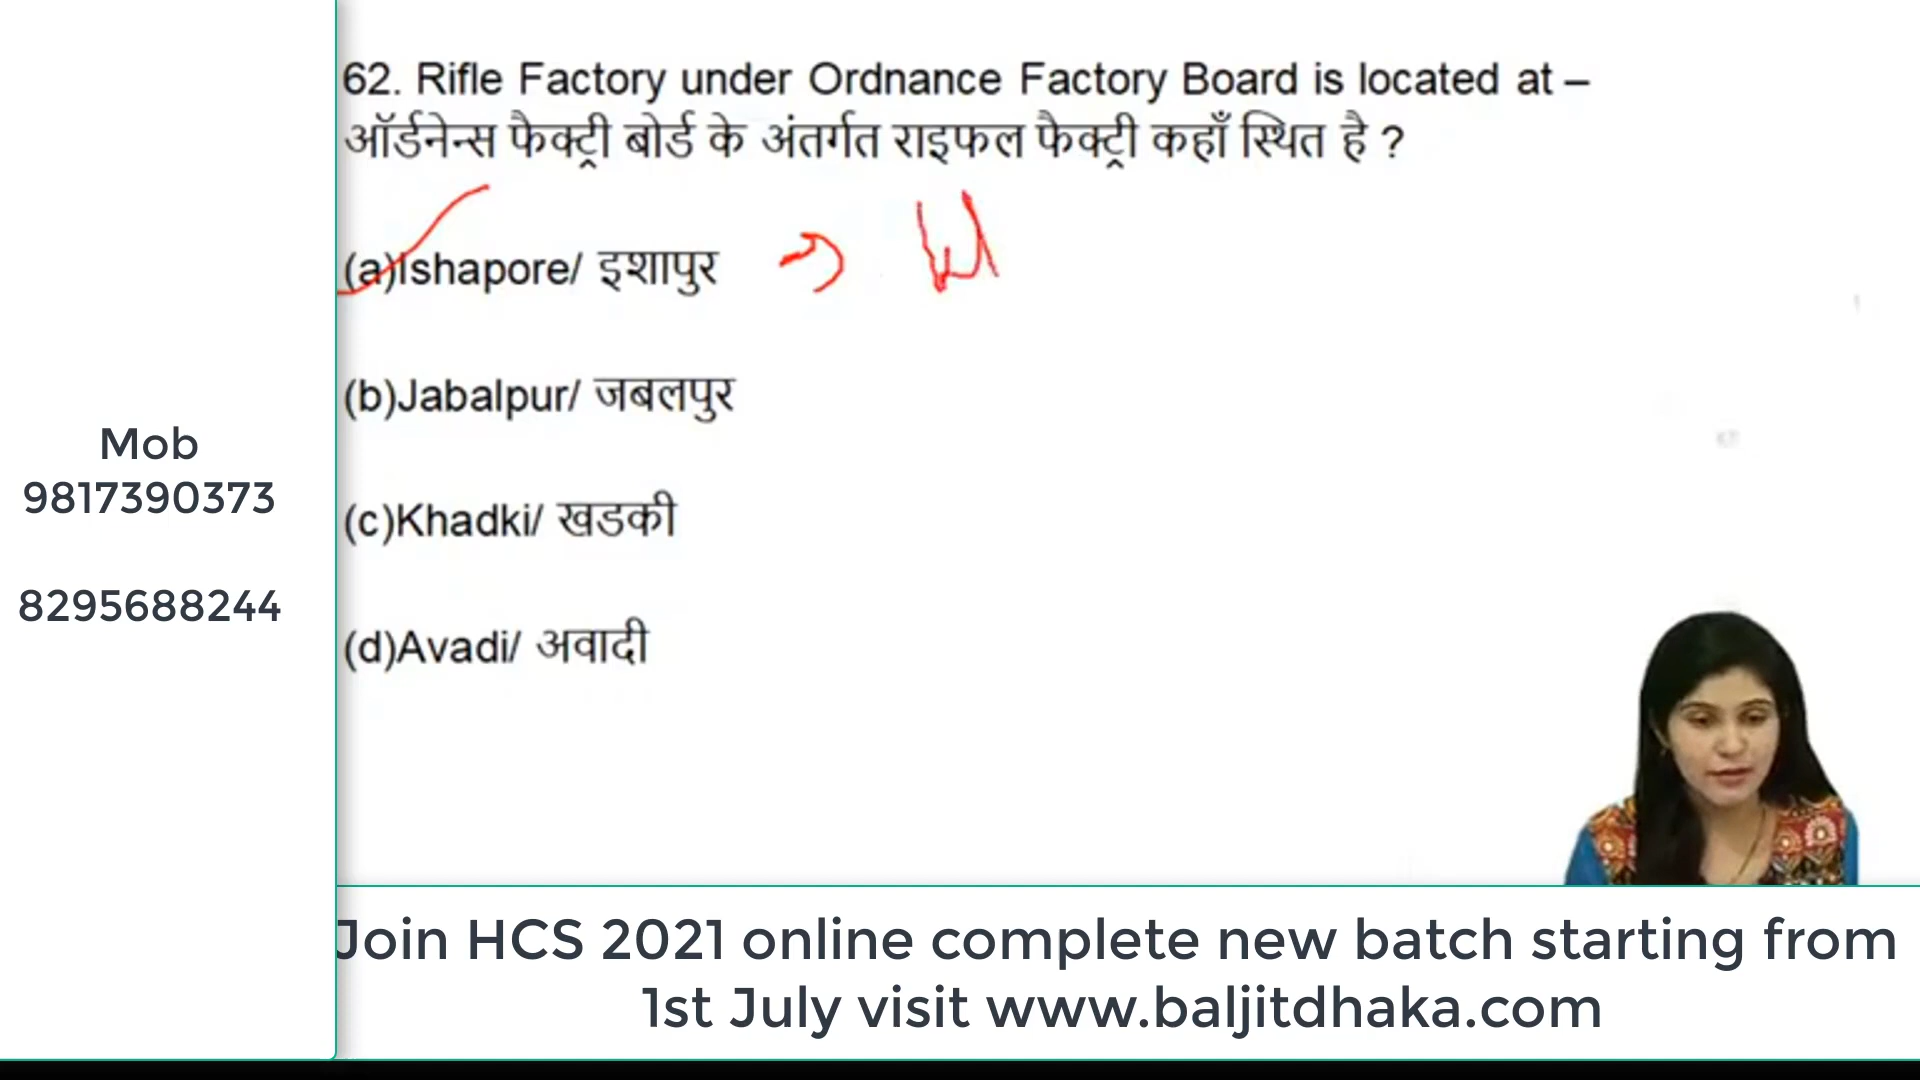 62. Rifle Factory under Ordnance Factory Board is located at –
ऑर्डनेन्स फैक्ट्री बोर्ड के अंतर्गत राइफल फैक्ट्री कहाँ स्थित है ?
(a)Ishapore/ इशापुर
(b)Jabalpur/ जबलपुर
(c)Khadki/ खडकी
(d)Avadi/ अवादी
Mob
9817390373
8295688244
Join HCS 2021 online complete new batch starting from
1st July visit www.baljitdhaka.com